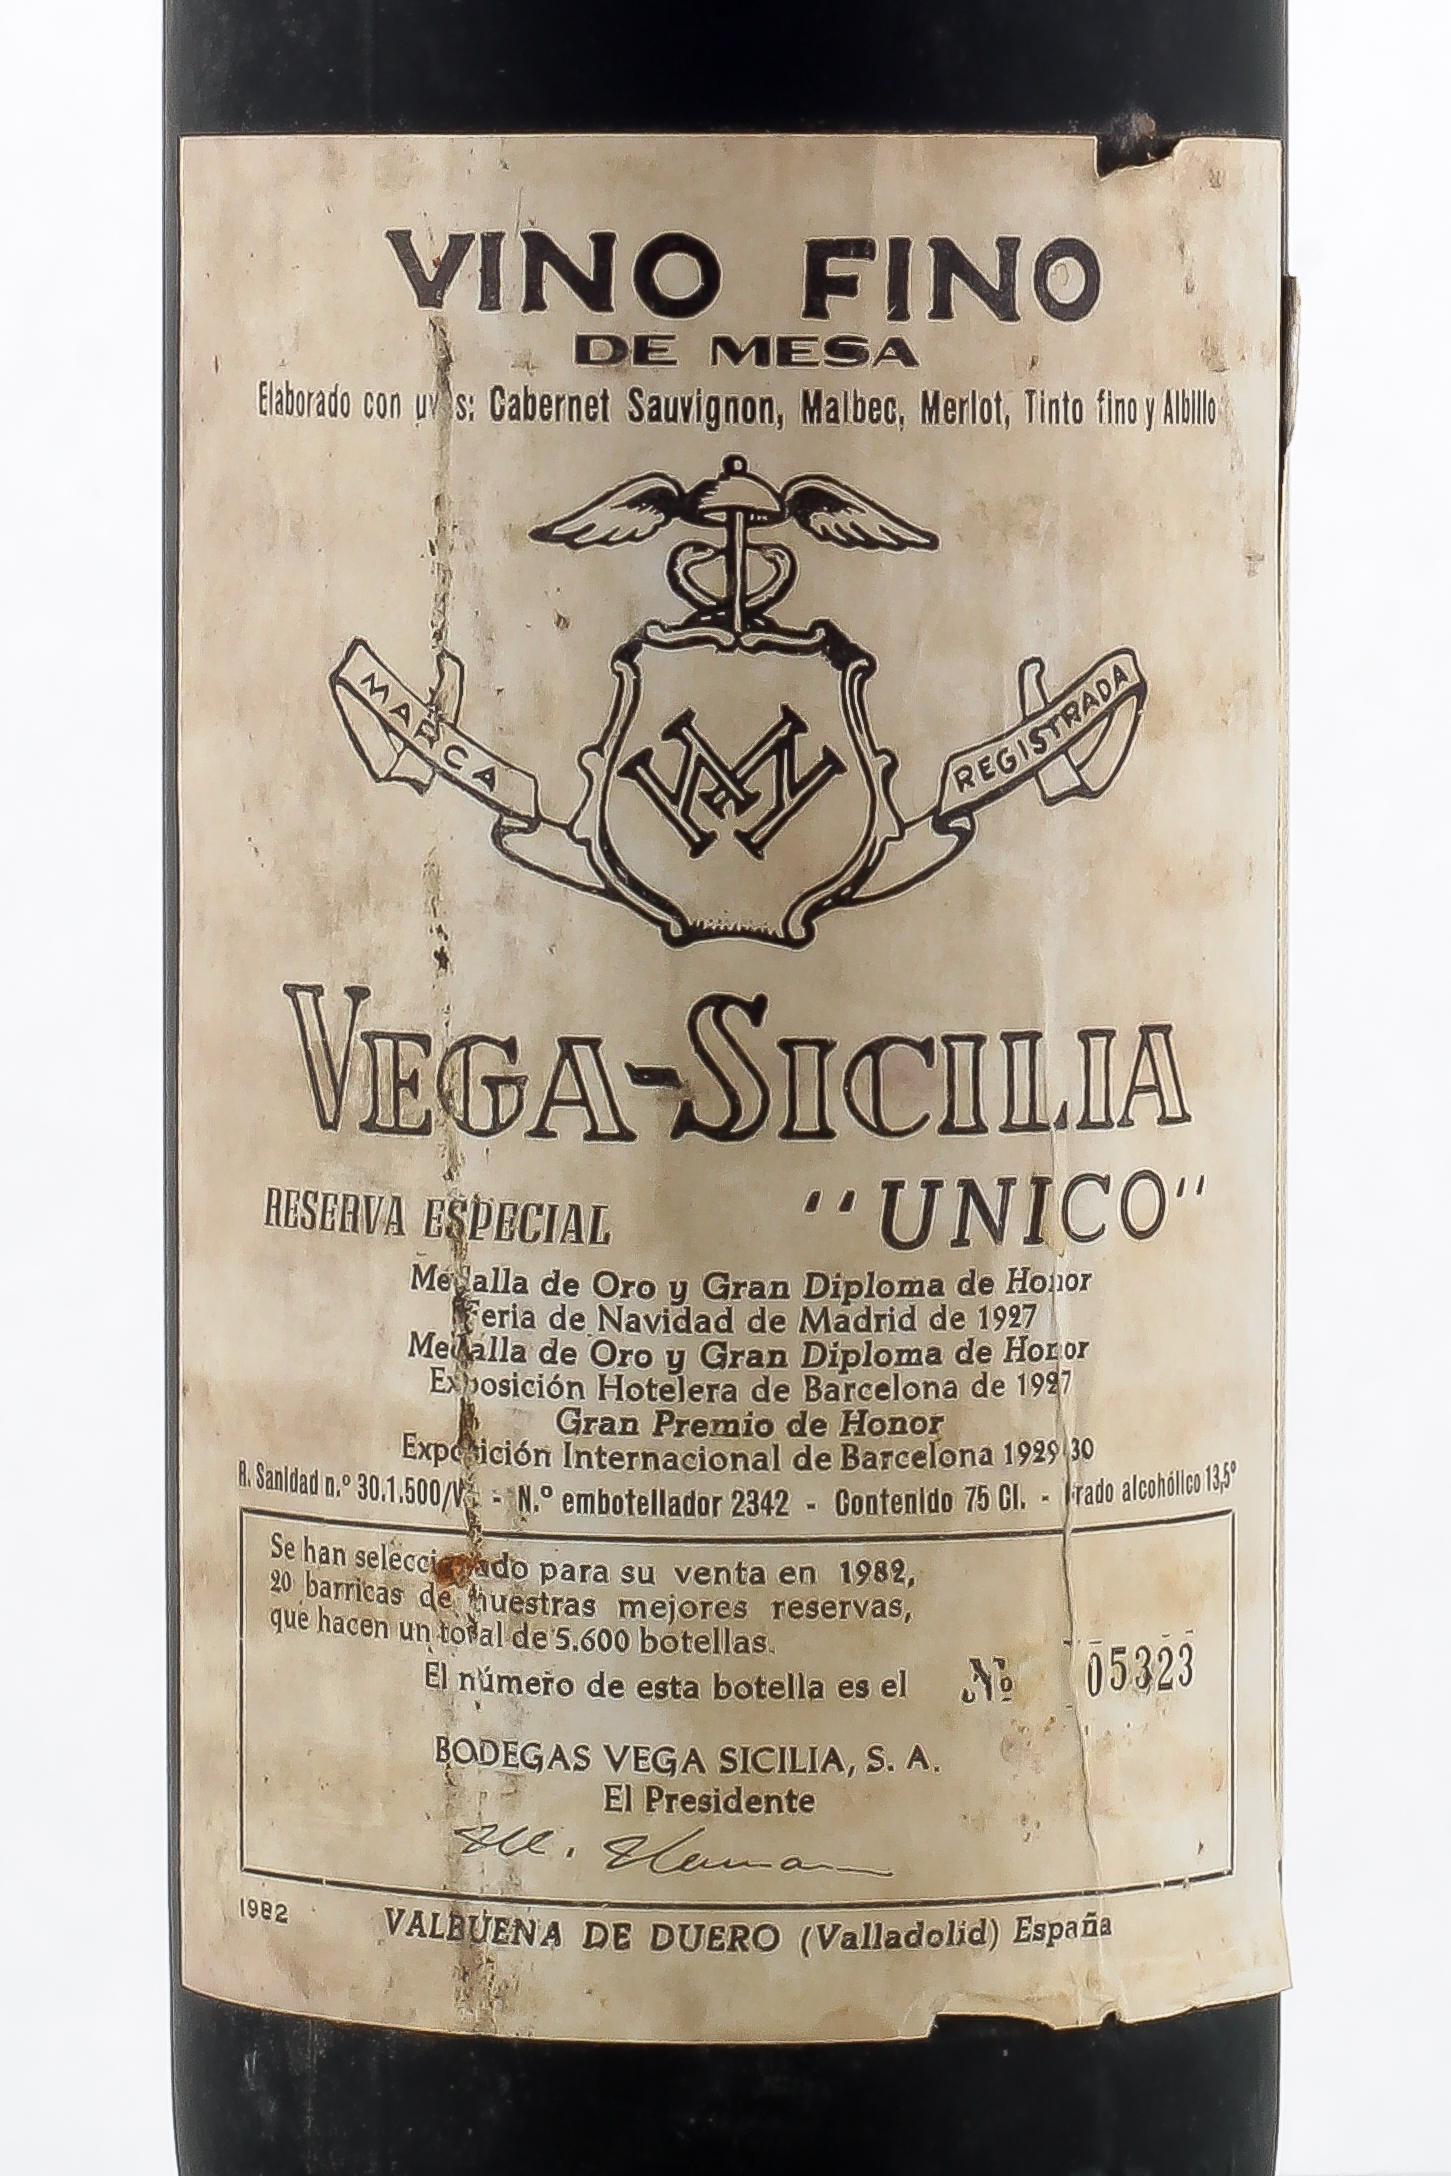 VINO FINO
DE MESA
Elaborado con uvas: Cabernet Sauvignon, Malbec, Merlot, Tinto fino y Albillo
MARCA REGISTRADA
VEGA-SICILIA
RESERVA ESPECIAL "UNICO"
Medalla de Oro y Gran Diploma de Honor
Feria de Navidad de Madrid de 1927
Medalla de Oro y Gran Diploma de Honor
Exposición Hotelera de Barcelona de 1927
Gran Premio de Honor
Exposición Internacional de Barcelona 1929 30
R. Sanidad n.º 30.1.500/ - N.º embotellador 2342 - Contenido 75 Cl. - Grado alcohólico 13,5º
Se han seleccionado para su venta en 1982,
20 barricas de nuestras mejores reservas,
que hacen un total de 5.600 botellas.
El número de esta botella es el Nº 05323
BODEGAS VEGA SICILIA, S. A.
El Presidente
1982 VALBUENA DE DUERO (Valladolid) España